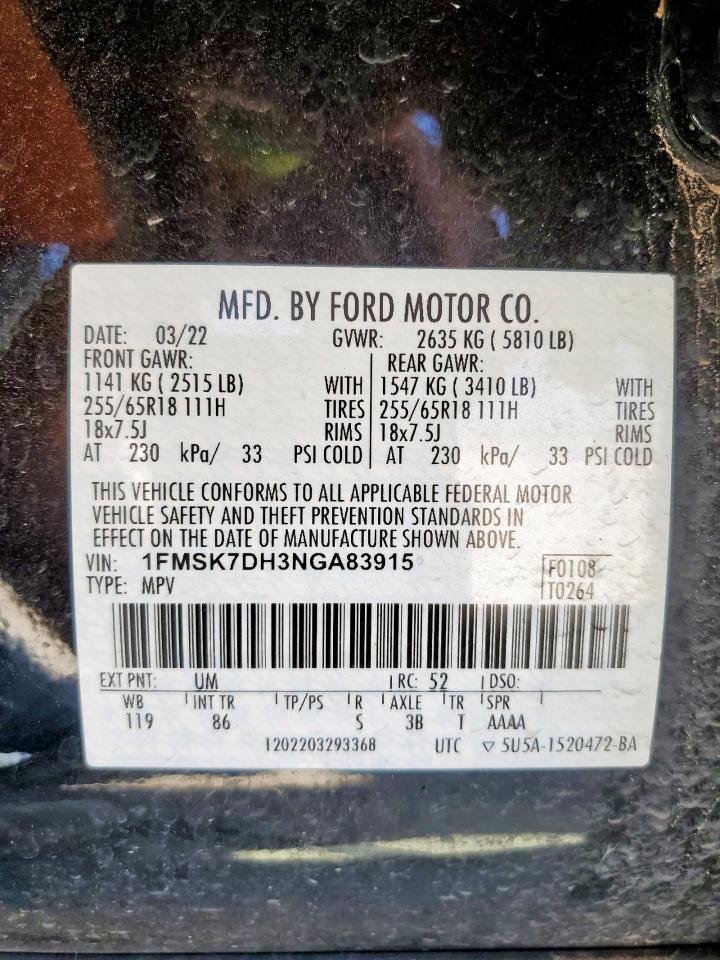 MFD. BY FORD MOTOR CO.
DATE: 03/22 GVWR: 2635 KG ( 5810 LB)
FRONT GAWR: REAR GAWR:
1141 KG ( 2515 LB) WITH 1547 KG ( 3410 LB) WITH
255/65R18 111H TIRES 255/65R18 111H TIRES
18x7.5J RIMS 18x7.5J RIMS
AT 230 kPa/ 33 PSI COLD AT 230 kPa/ 33 PSI COLD
THIS VEHICLE CONFORMS TO ALL APPLICABLE FEDERAL MOTOR
VEHICLE SAFETY AND THEFT PREVENTION STANDARDS IN
EFFECT ON THE DATE OF MANUFACTURE SHOWN ABOVE.
VIN: 1FMSK7DH3NGA83915 F0108
TYPE: MPV T0264
EXT PNT: UM RC: 52 DSO:
WB INT TR TP/PS R AXLE TR SPR
119 86 S 3B T AAAA
1202203293368 UTC ▽ 5U5A-1520472-BA